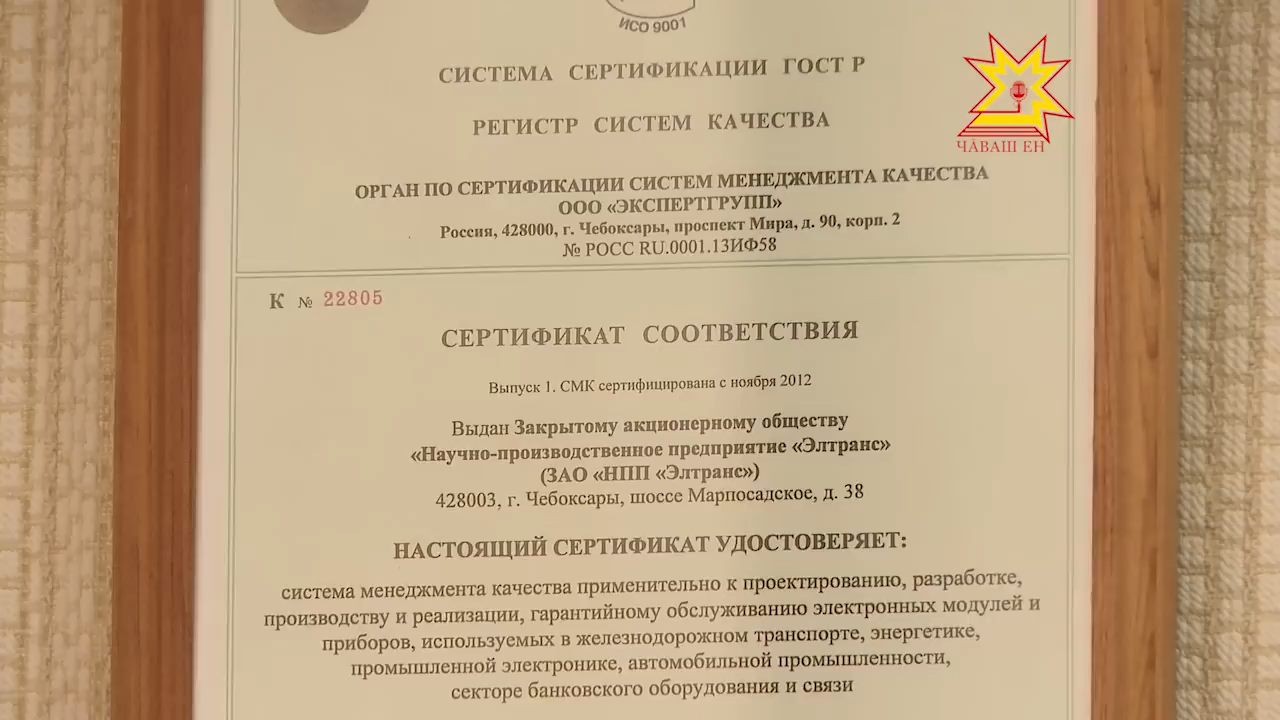 ИСО 9001
СИСТЕМА СЕРТИФИКАЦИИ ГОСТ Р
ЧӐВАШ ЕН
РЕГИСТР СИСТЕМ КАЧЕСТВА
ОРГАН ПО СЕРТИФИКАЦИИ СИСТЕМ МЕНЕДЖМЕНТА КАЧЕСТВА
ООО «ЭКСПЕРТГРУПП»
Россия, 428000, г. Чебоксары, проспект Мира, д. 90, корп. 2
№ РОСС RU.0001.13ИФ58
К № 22805
СЕРТИФИКАТ СООТВЕТСТВИЯ
Выпуск 1. СМК сертифицирована с ноября 2012
Выдан Закрытому акционерному обществу
«Научно-производственное предприятие «Элтранс»
(ЗАО «НПП «Элтранс»)
428003, г. Чебоксары, шоссе Марпосадское, д. 38
НАСТОЯЩИЙ СЕРТИФИКАТ УДОСТОВЕРЯЕТ:
система менеджмента качества применительно к проектированию, разработке,
производству и реализации, гарантийному обслуживанию электронных модулей и
приборов, используемых в железнодорожном транспорте, энергетике,
промышленной электронике, автомобильной промышленности,
секторе банковского оборудования и связи